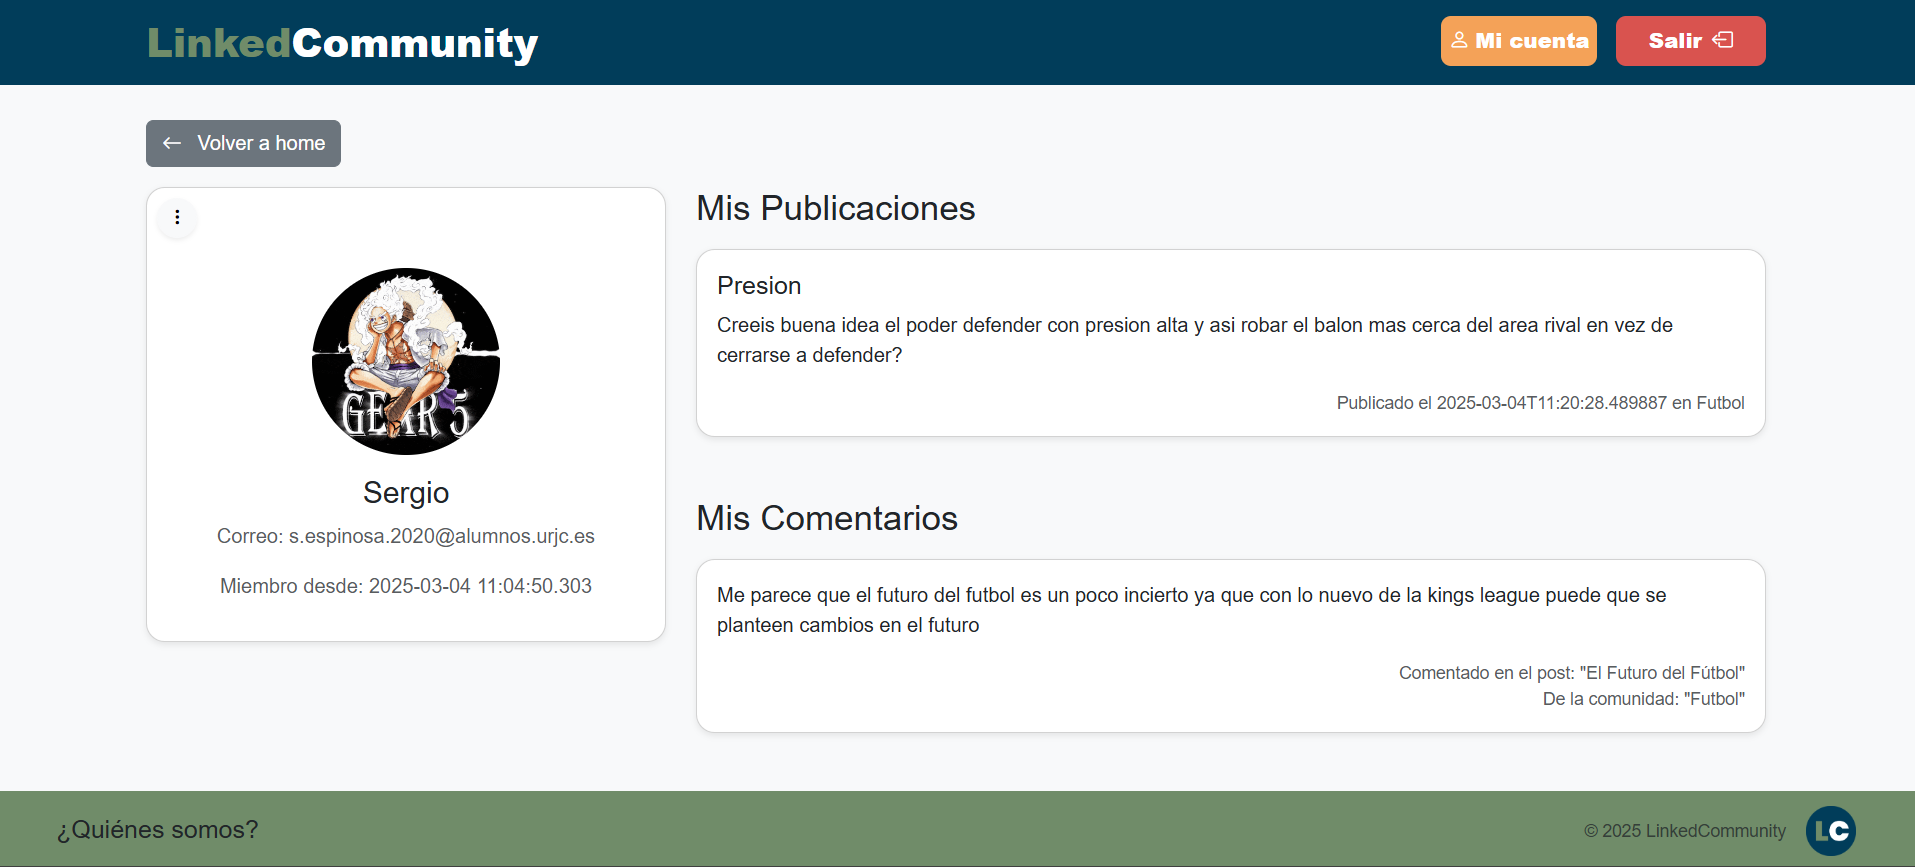 LinkedCommunity
Mi cuenta
Salir
Volver a home
GEAR 5
Sergio
Correo: s.espinosa.2020@alumnos.urjc.es
Miembro desde: 2025-03-04 11:04:50.303
Mis Publicaciones
Presion
Creeis buena idea el poder defender con presion alta y asi robar el balon mas cerca del area rival en vez de
cerrarse a defender?
Publicado el 2025-03-04T11:20:28.489887 en Futbol
Mis Comentarios
Me parece que el futuro del futbol es un poco incierto ya que con lo nuevo de la kings league puede que se
planteen cambios en el futuro
Comentado en el post: "El Futuro del Fútbol"
De la comunidad: "Futbol"
¿Quiénes somos?
© 2025 LinkedCommunity
LC